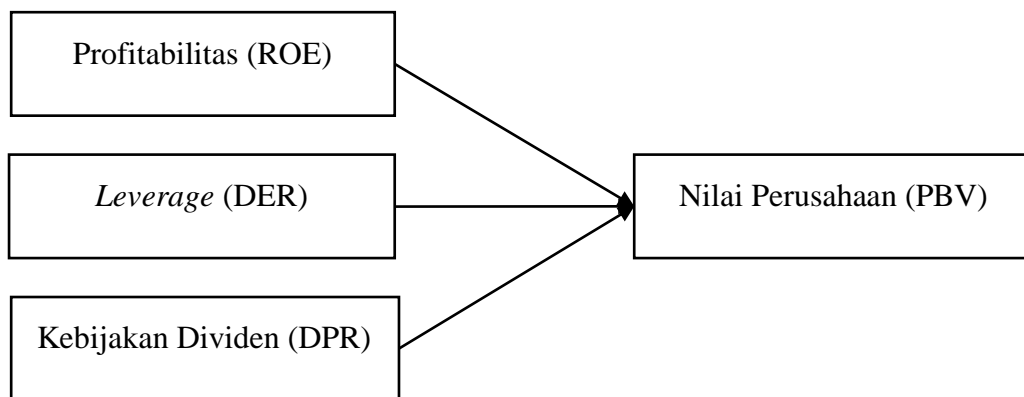 Profitabilitas (ROE)
Leverage (DER)
Nilai Perusahaan (PBV)
Kebijakan Dividen (DPR)